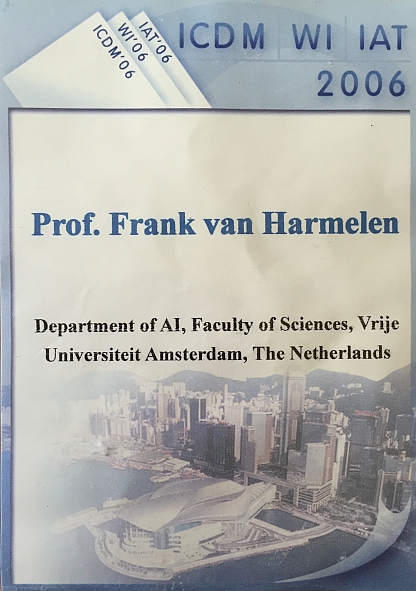 IAT'06
WI'06
ICDM'06
ICDM WI IAT
2006
Prof. Frank van Harmelen
Department of AI, Faculty of Sciences, Vrije
Universiteit Amsterdam, The Netherlands